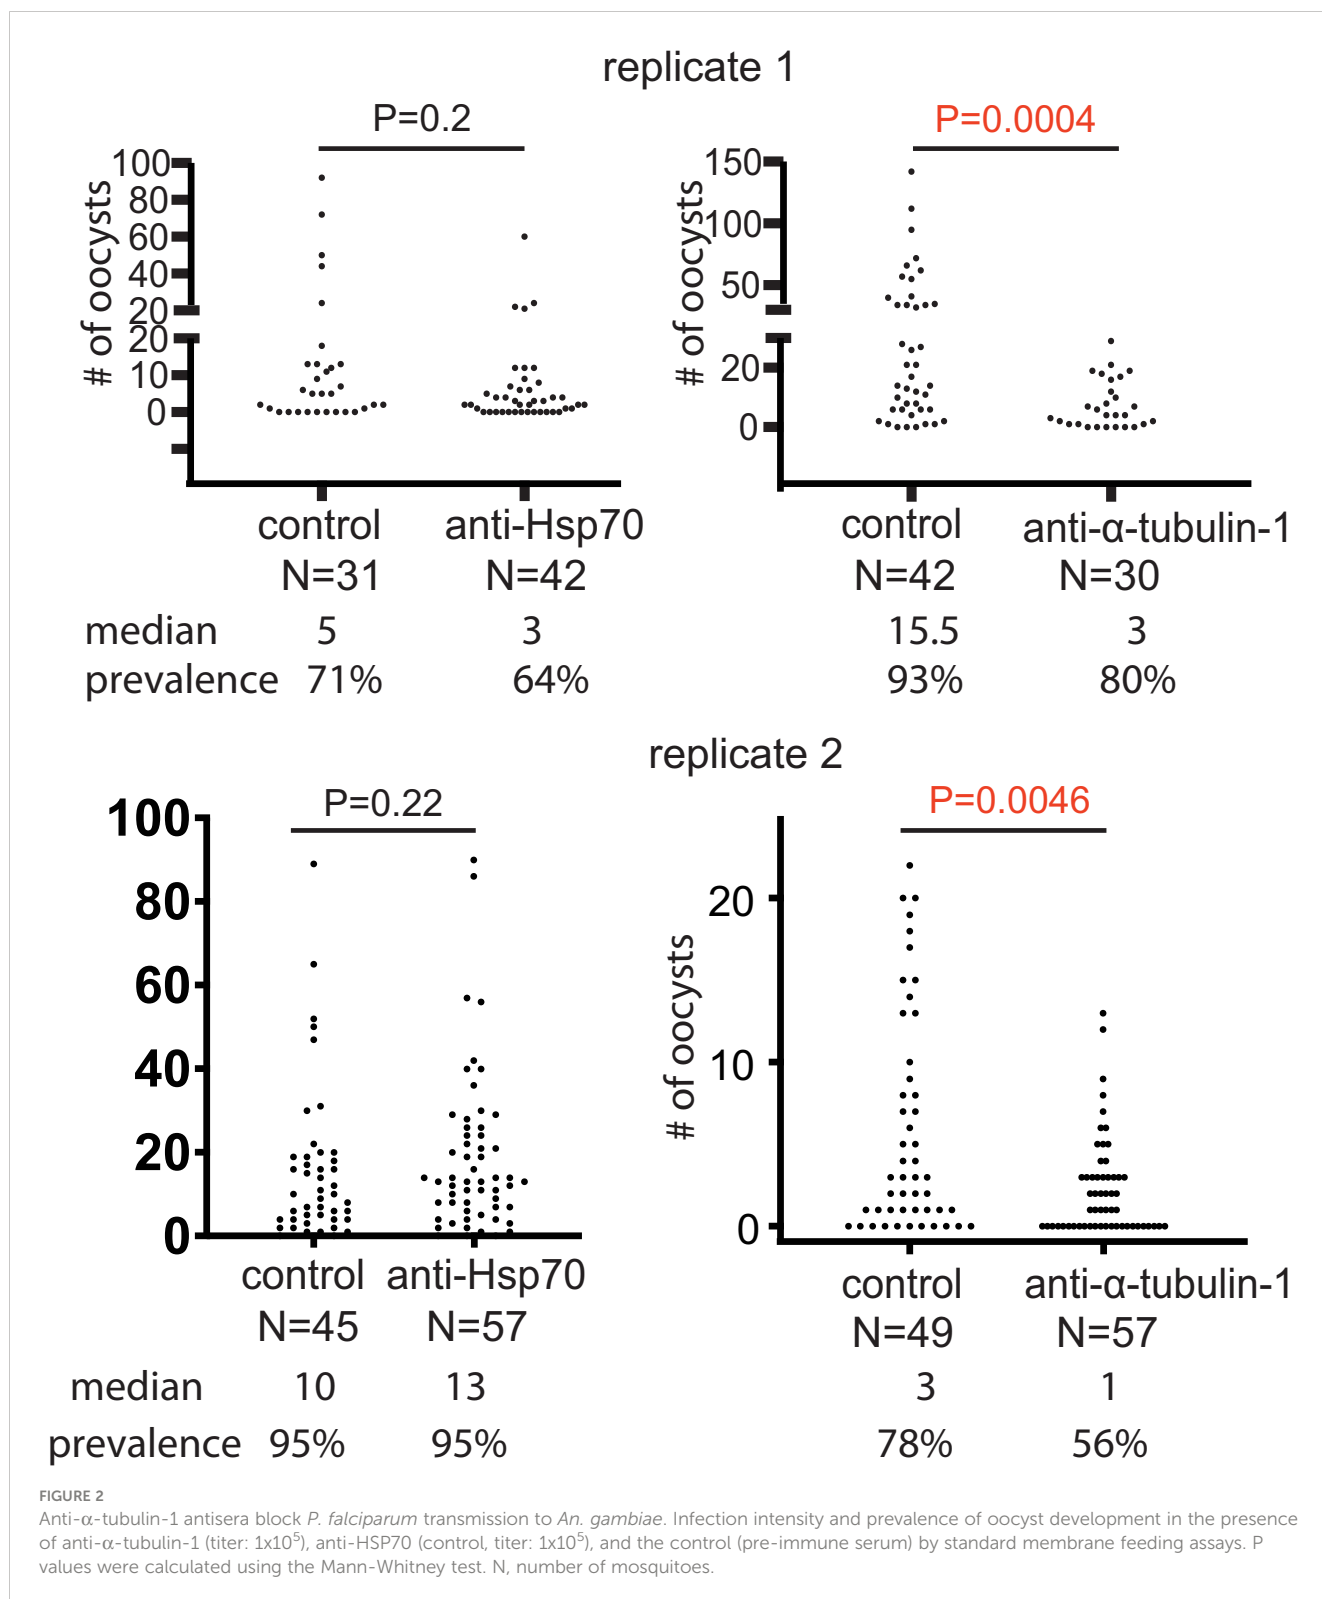 replicate 1
P=0.2
# of oocysts
100
80
60
40
20
20
10
0
control
anti-Hsp70
N=31
N=42
P=0.0004
# of oocysts
150
100
50
20
0
control
anti-α-tubulin-1
N=42
N=30
median 5 3 15.5 3
prevalence 71% 64% 93% 80%
replicate 2
P=0.22
100
80
60
40
20
0
control anti-Hsp70
N=45 N=57
P=0.0046
# of oocysts
20
10
0
control anti-α-tubulin-1
N=49 N=57
median 10 13 3 1
prevalence 95% 95% 78% 56%
FIGURE 2
Anti-α-tubulin-1 antisera block P. falciparum transmission to An. gambiae. Infection intensity and prevalence of oocyst development in the presence
of anti-α-tubulin-1 (titer: 1x10⁵), anti-HSP70 (control, titer: 1x10⁵), and the control (pre-immune serum) by standard membrane feeding assays. P
values were calculated using the Mann-Whitney test. N, number of mosquitoes.